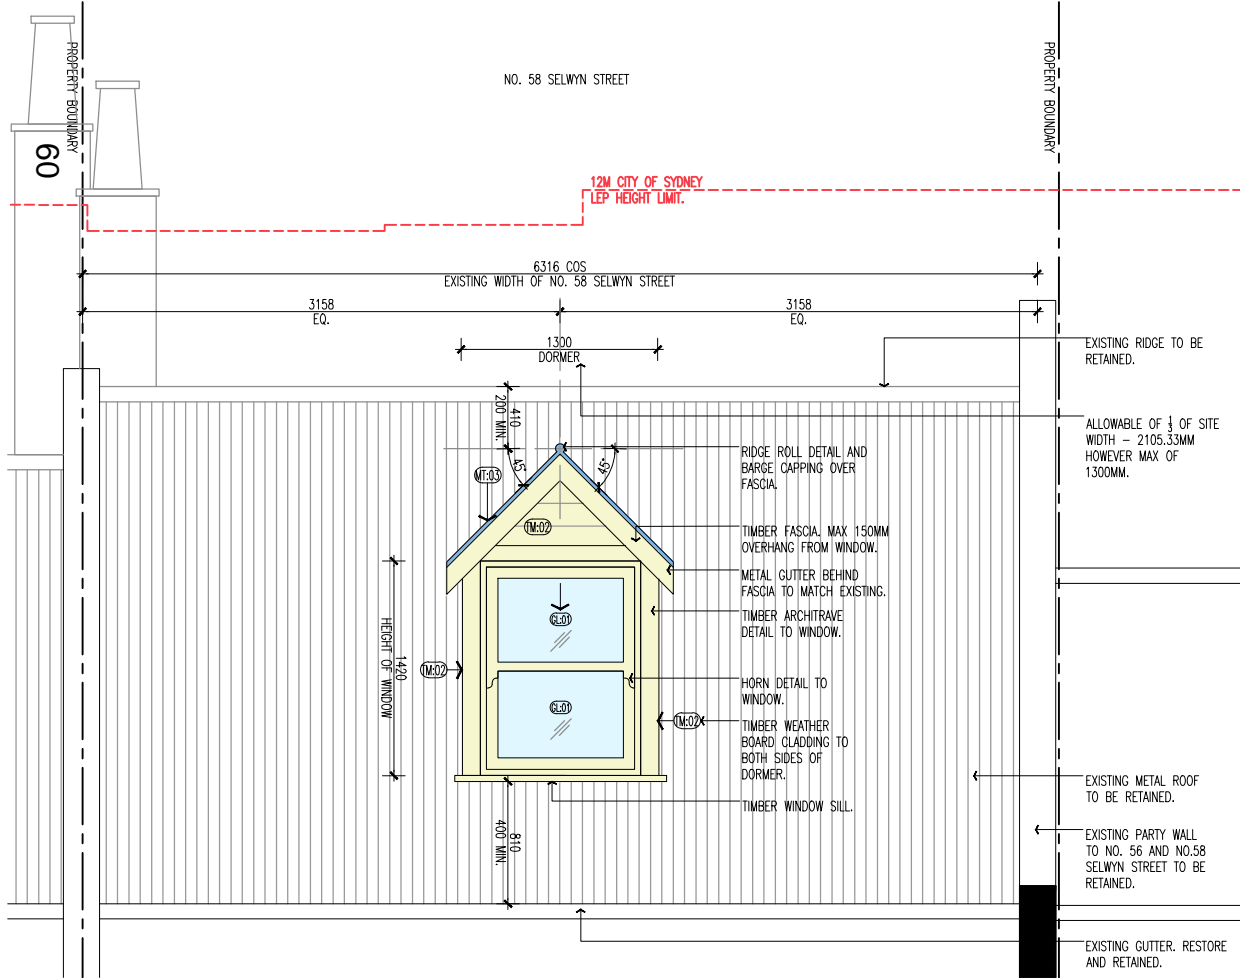 PROPERTY BOUNDARY
PROPERTY BOUNDARY
NO. 58 SELWYN STREET
60
12M CITY OF SYDNEY
LEP HEIGHT LIMIT.
6316 COS
EXISTING WIDTH OF NO. 58 SELWYN STREET
3158
EQ.
3158
EQ.
1300
DORMER
EXISTING RIDGE TO BE
RETAINED.
410
200 MIN.
ALLOWABLE OF 1/3 OF SITE
WIDTH – 2105.33MM
HOWEVER MAX OF
1300MM.
45°
45°
RIDGE ROLL DETAIL AND
BARGE CAPPING OVER
FASCIA.
MT:03
TM:02
TIMBER FASCIA. MAX 150MM
OVERHANG FROM WINDOW.
METAL GUTTER BEHIND
FASCIA TO MATCH EXISTING.
GL:01
TIMBER ARCHITRAVE
DETAIL TO WINDOW.
1420
HEIGHT OF WINDOW
TM:02
HORN DETAIL TO
WINDOW.
GL:01
TM:02
TIMBER WEATHER
BOARD CLADDING TO
BOTH SIDES OF
DORMER.
TIMBER WINDOW SILL.
EXISTING METAL ROOF
TO BE RETAINED.
810
400 MIN.
EXISTING PARTY WALL
TO NO. 56 AND NO.58
SELWYN STREET TO BE
RETAINED.
EXISTING GUTTER. RESTORE
AND RETAINED.